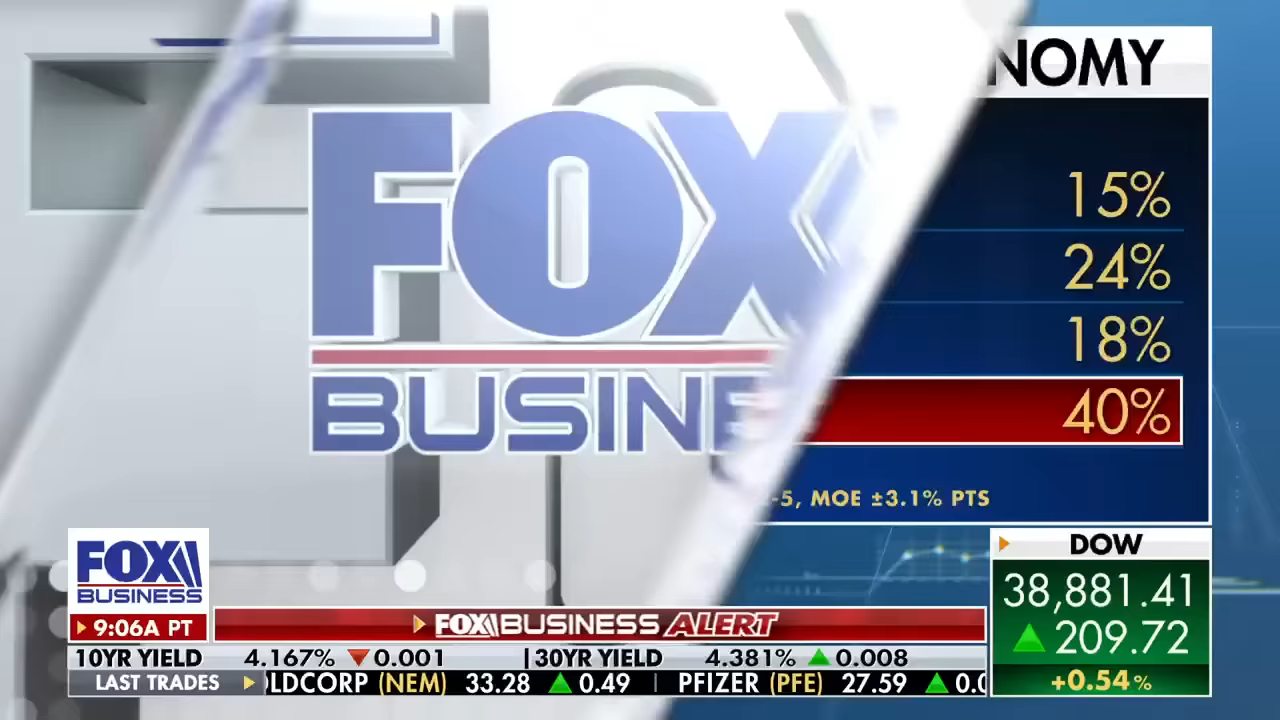 NOMY
FOX
15%
24%
18%
BUSINE
40%
-5, MOE ±3.1% PTS
FOX
BUSINESS
9:06A PT
FOX BUSINESS ALERT
DOW
38,881.41
209.72
+0.54%
10YR YIELD 4.167% 0.001 | 30YR YIELD 4.381% 0.008
LAST TRADES LDCORP (NEM) 33.28 0.49 | PFIZER (PFE) 27.59 0.0